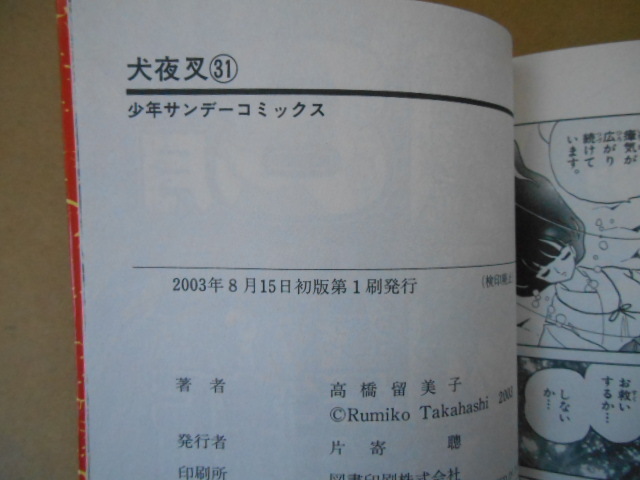 犬夜叉㉛
少年サンデーコミックス
2003年8月15日初版第1刷発行
(検印廃止)
著者 高橋留美子
©Rumiko Takahashi 2003
発行者 片寄 聰
印刷所 図書印刷株式会社
瘴気が
広がり
続けて
います。
お救い
するか…
しない
か…